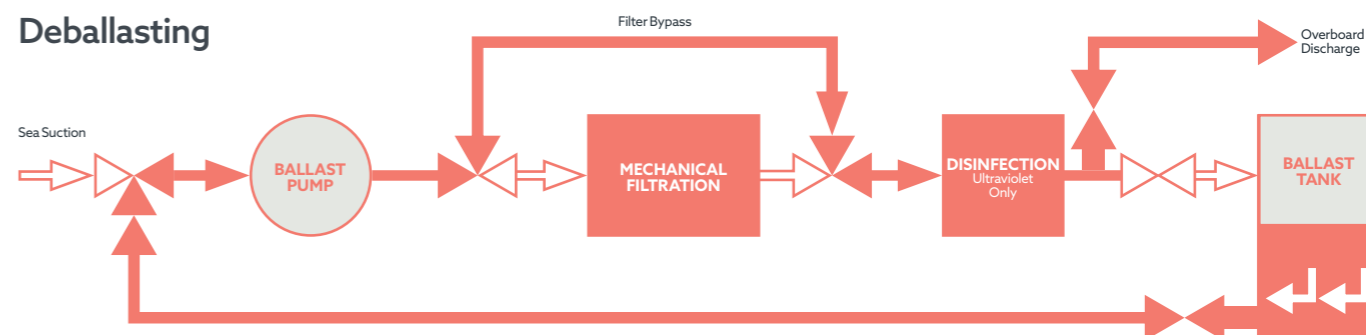 Deballasting
Filter Bypass
Overboard
Discharge
Sea Suction
BALLAST
PUMP
MECHANICAL
FILTRATION
DISINFECTION
Ultraviolet
Only
BALLAST
TANK